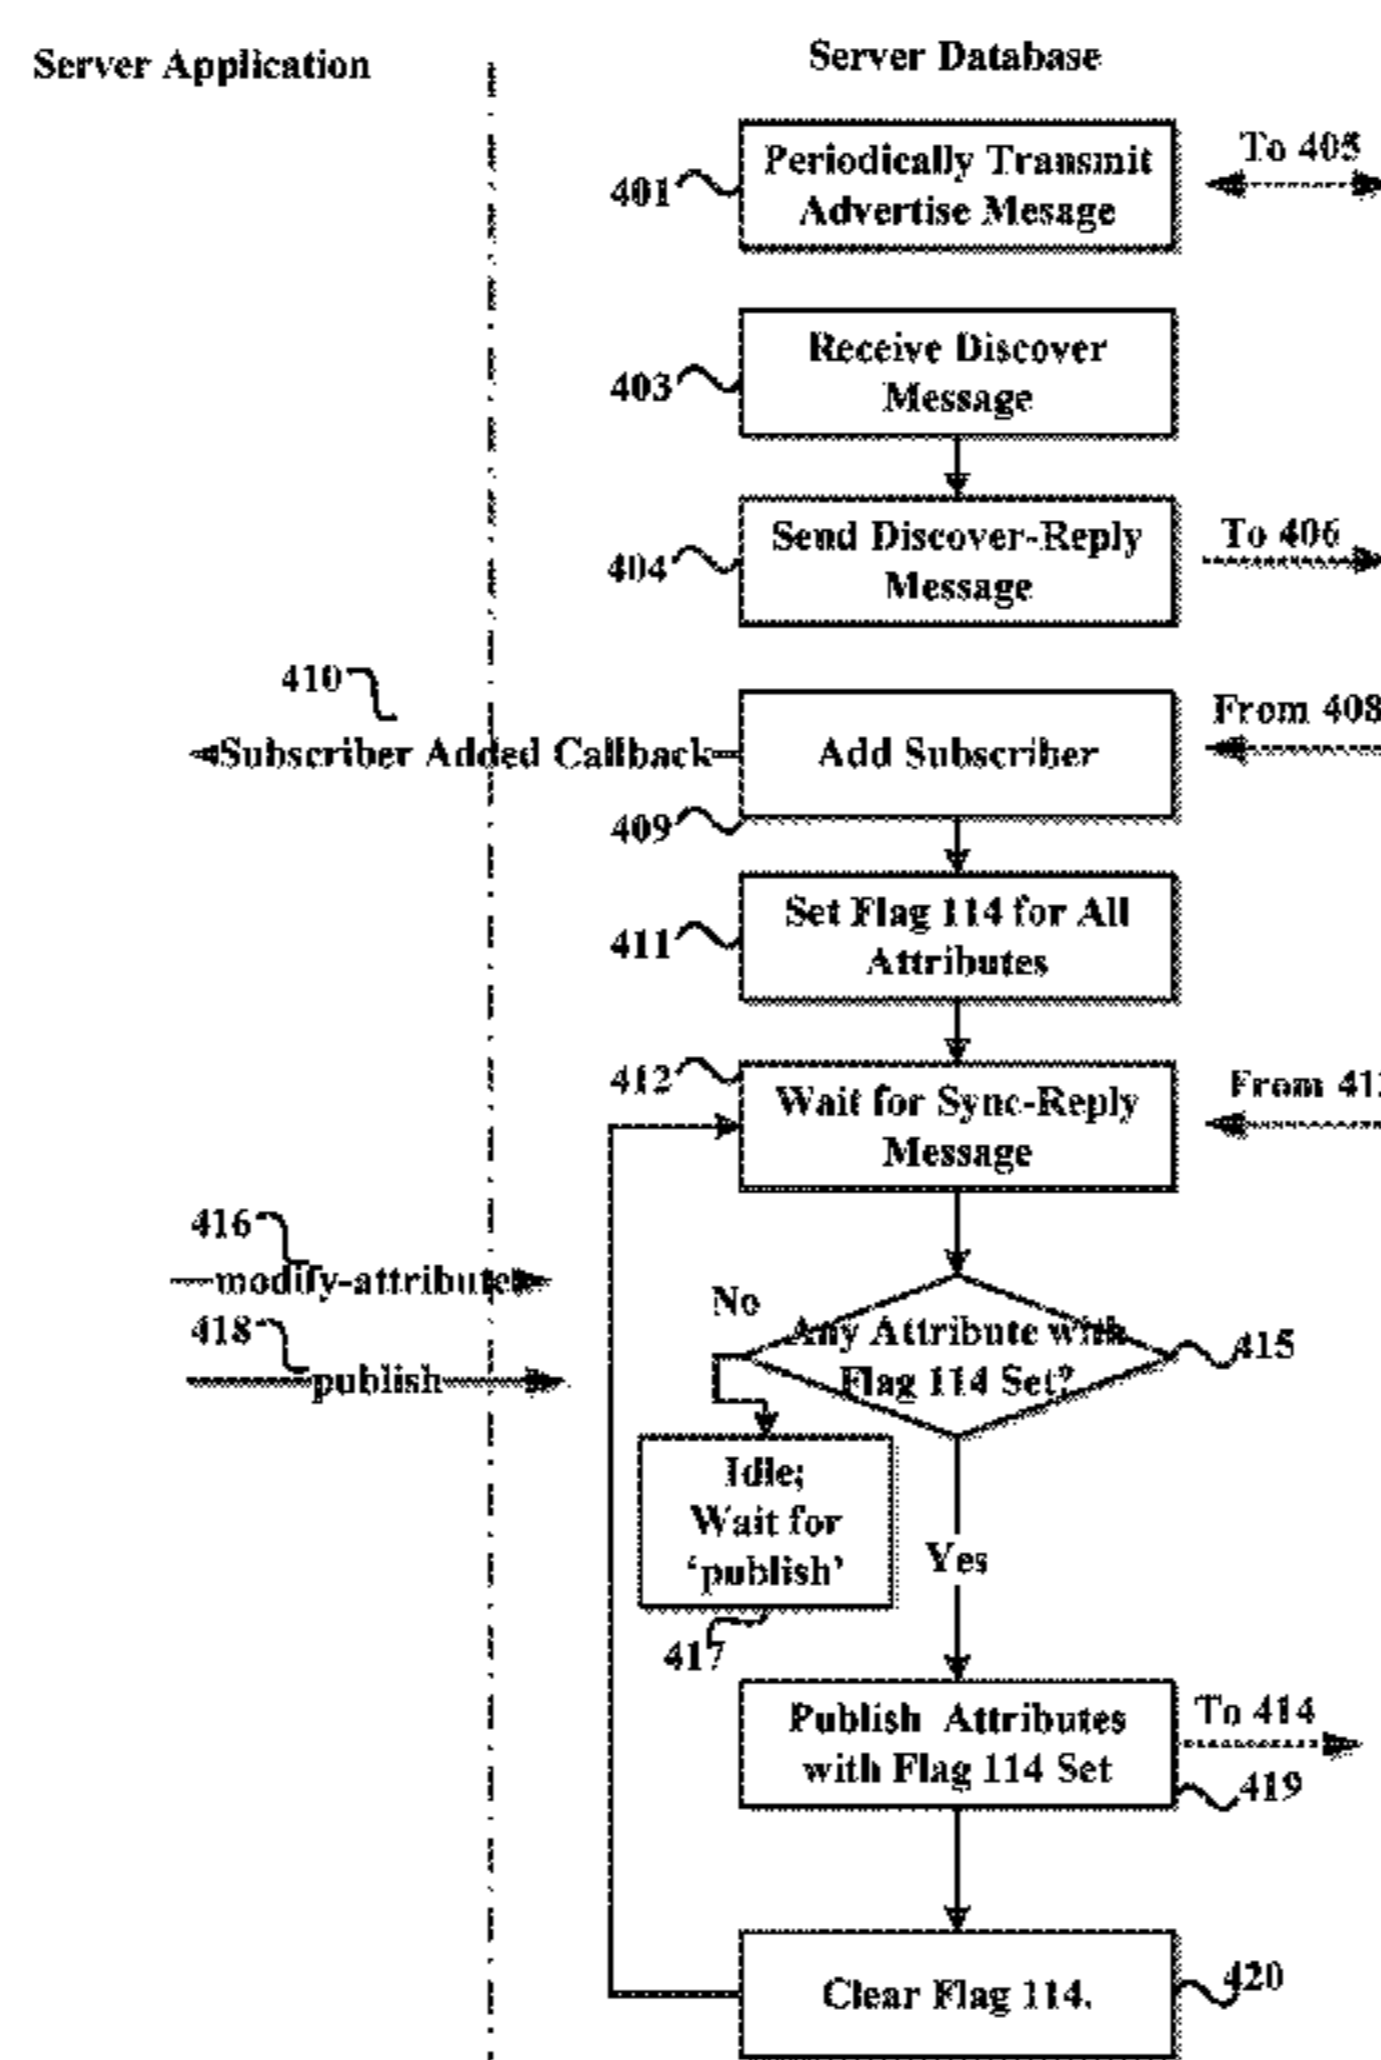 Server Application
Server Database
Periodically Transmit
Advertise Mesage
401
To 405
Receive Discover
Message
403
Send Discover-Reply
Message
404
To 406
410
Subscriber Added Callback
Add Subscriber
From 408
409
Set Flag 114 for All
Attributes
411
412
Wait for Sync-Reply
Message
From
416
modify-attribute
418
publish
No
Any Attribute with
Flag 114 Set?
415
Idle;
Wait for
‘publish’
417
Yes
Publish Attributes
with Flag 114 Set
To 414
419
Clear Flag 114.
420